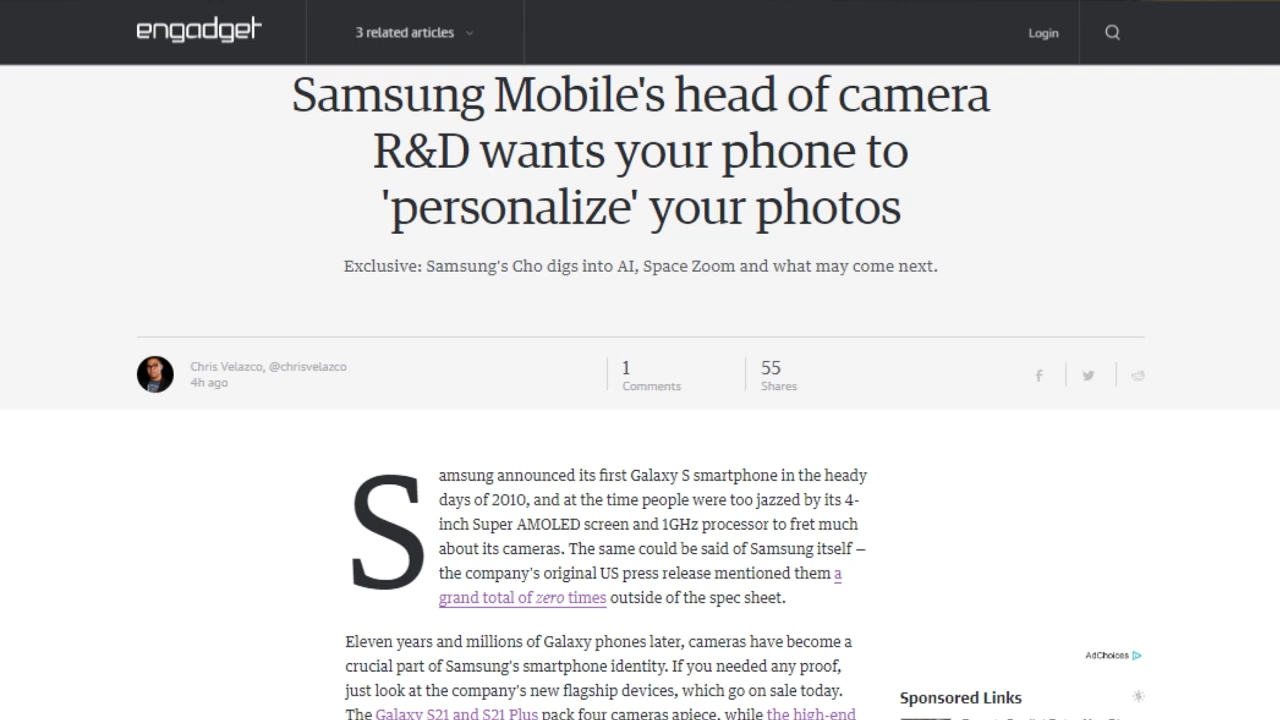 engadget
3 related articles
Login
Samsung Mobile's head of camera
R&D wants your phone to
'personalize' your photos
Exclusive: Samsung's Cho digs into AI, Space Zoom and what may come next.
Chris Velazco, @chrisvelazco
4h ago
1
Comments
55
Shares
Samsung announced its first Galaxy S smartphone in the heady
days of 2010, and at the time people were too jazzed by its 4-
inch Super AMOLED screen and 1GHz processor to fret much
about its cameras. The same could be said of Samsung itself –
the company's original US press release mentioned them a
grand total of zero times outside of the spec sheet.
Eleven years and millions of Galaxy phones later, cameras have become a
crucial part of Samsung's smartphone identity. If you needed any proof,
just look at the company's new flagship devices, which go on sale today.
The Galaxy S21 and S21 Plus pack four cameras apiece, while the high-end
AdChoices
Sponsored Links